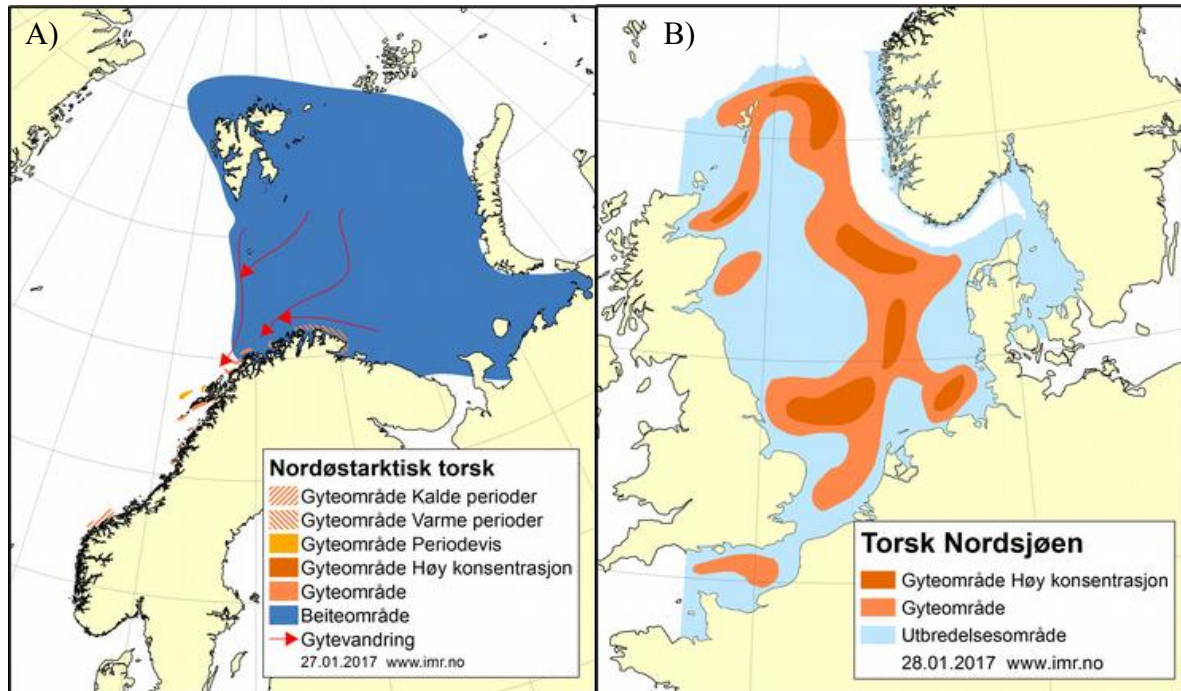 A)
Nordøstarktisk torsk
Gyteområde Kalde perioder
Gyteområde Varme perioder
Gyteområde Periodevis
Gyteområde Høy konsentrasjon
Gyteområde
Beiteområde
Gytevandring
27.01.2017 www.imr.no
B)
Torsk Nordsjøen
Gyteområde Høy konsentrasjon
Gyteområde
Utbredelsesområde
28.01.2017 www.imr.no